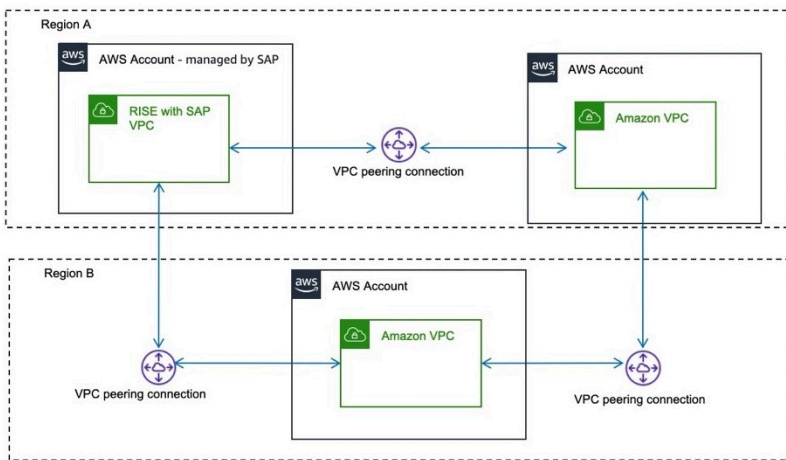 Region A
aws
AWS Account - managed by SAP
aws
AWS Account
RISE with SAP
VPC
Amazon VPC
VPC peering connection
Region B
aws
AWS Account
Amazon VPC
VPC peering connection
VPC peering connection